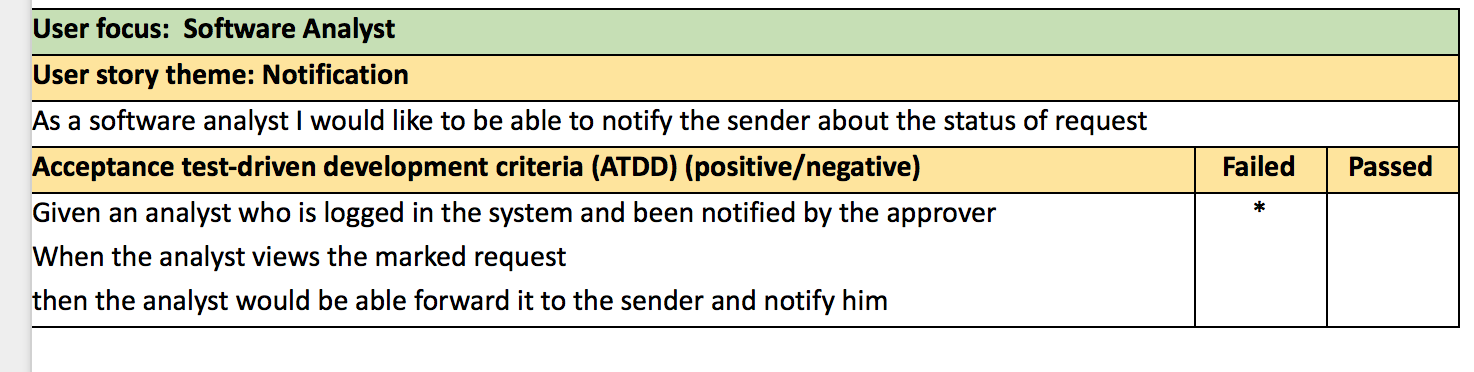 User focus:  Software Analyst
User story theme: Notification
As a software analyst I would like to be able to notify the sender about the status of request
Acceptance test-driven development criteria (ATDD) (positive/negative) Failed Passed
Given an analyst who is logged in the system and been notified by the approver *
When the analyst views the marked request
then the analyst would be able forward it to the sender and notify him